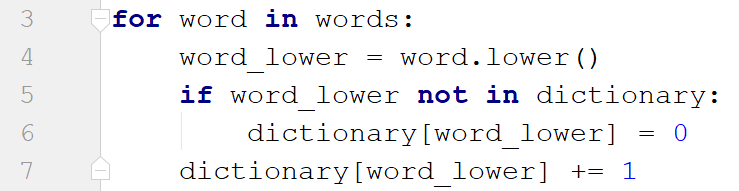 3 for word in words:
4 word_lower = word.lower()
5 if word_lower not in dictionary:
6 dictionary[word_lower] = 0
7 dictionary[word_lower] += 1